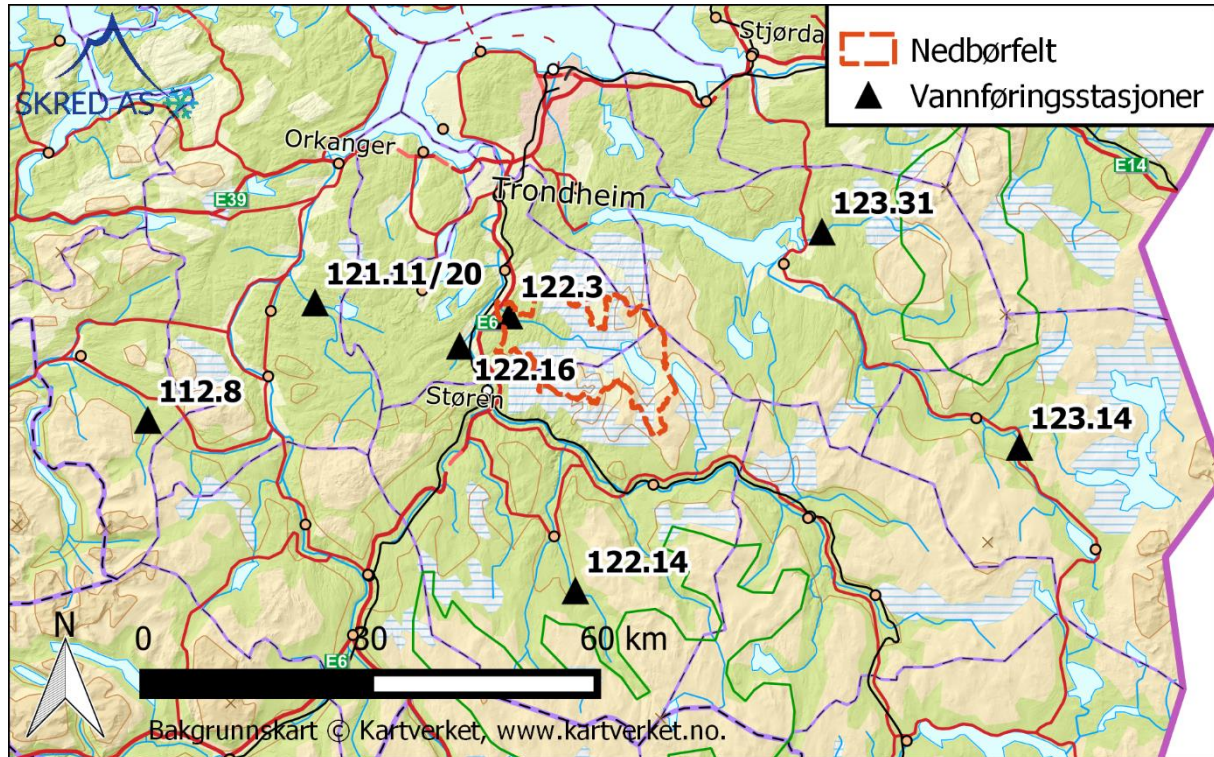 Stjørda
SKRED AS
Nedbørfelt
Vannføringsstasjoner
Orkanger
E39
Trondheim
E14
123.31
121.11/20
122.3
E6
122.16
Støren
112.8
123.14
122.14
N
0 30 60 km
E6
Bakgrunnskart © Kartverket, www.kartverket.no.